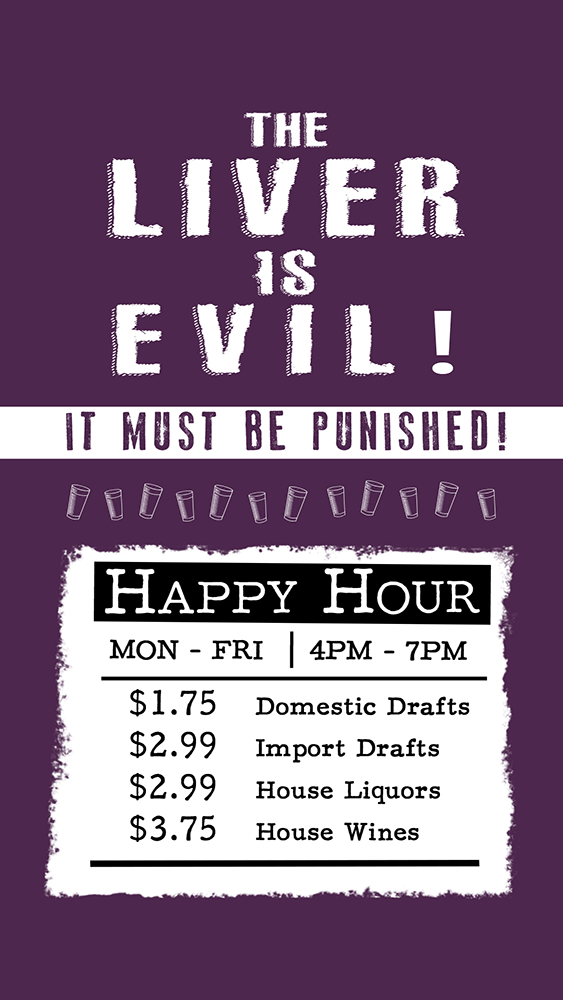 THE
LIVER
IS
EVIL!
IT MUST BE PUNISHED!
HAPPY HOUR
MON - FRI | 4PM - 7PM
$1.75 Domestic Drafts
$2.99 Import Drafts
$2.99 House Liquors
$3.75 House Wines